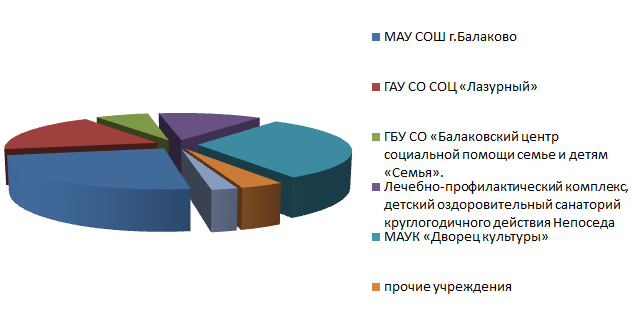 МАУ СОШ г.Балаково
ГАУ СО СОЦ «Лазурный»
ГБУ СО «Балаковский центр
социальной помощи семье и детям
«Семья».
Лечебно-профилактический комплекс,
детский оздоровительный санаторий
круглогодичного действия Непоседа
МАУК «Дворец культуры»
прочие учреждения